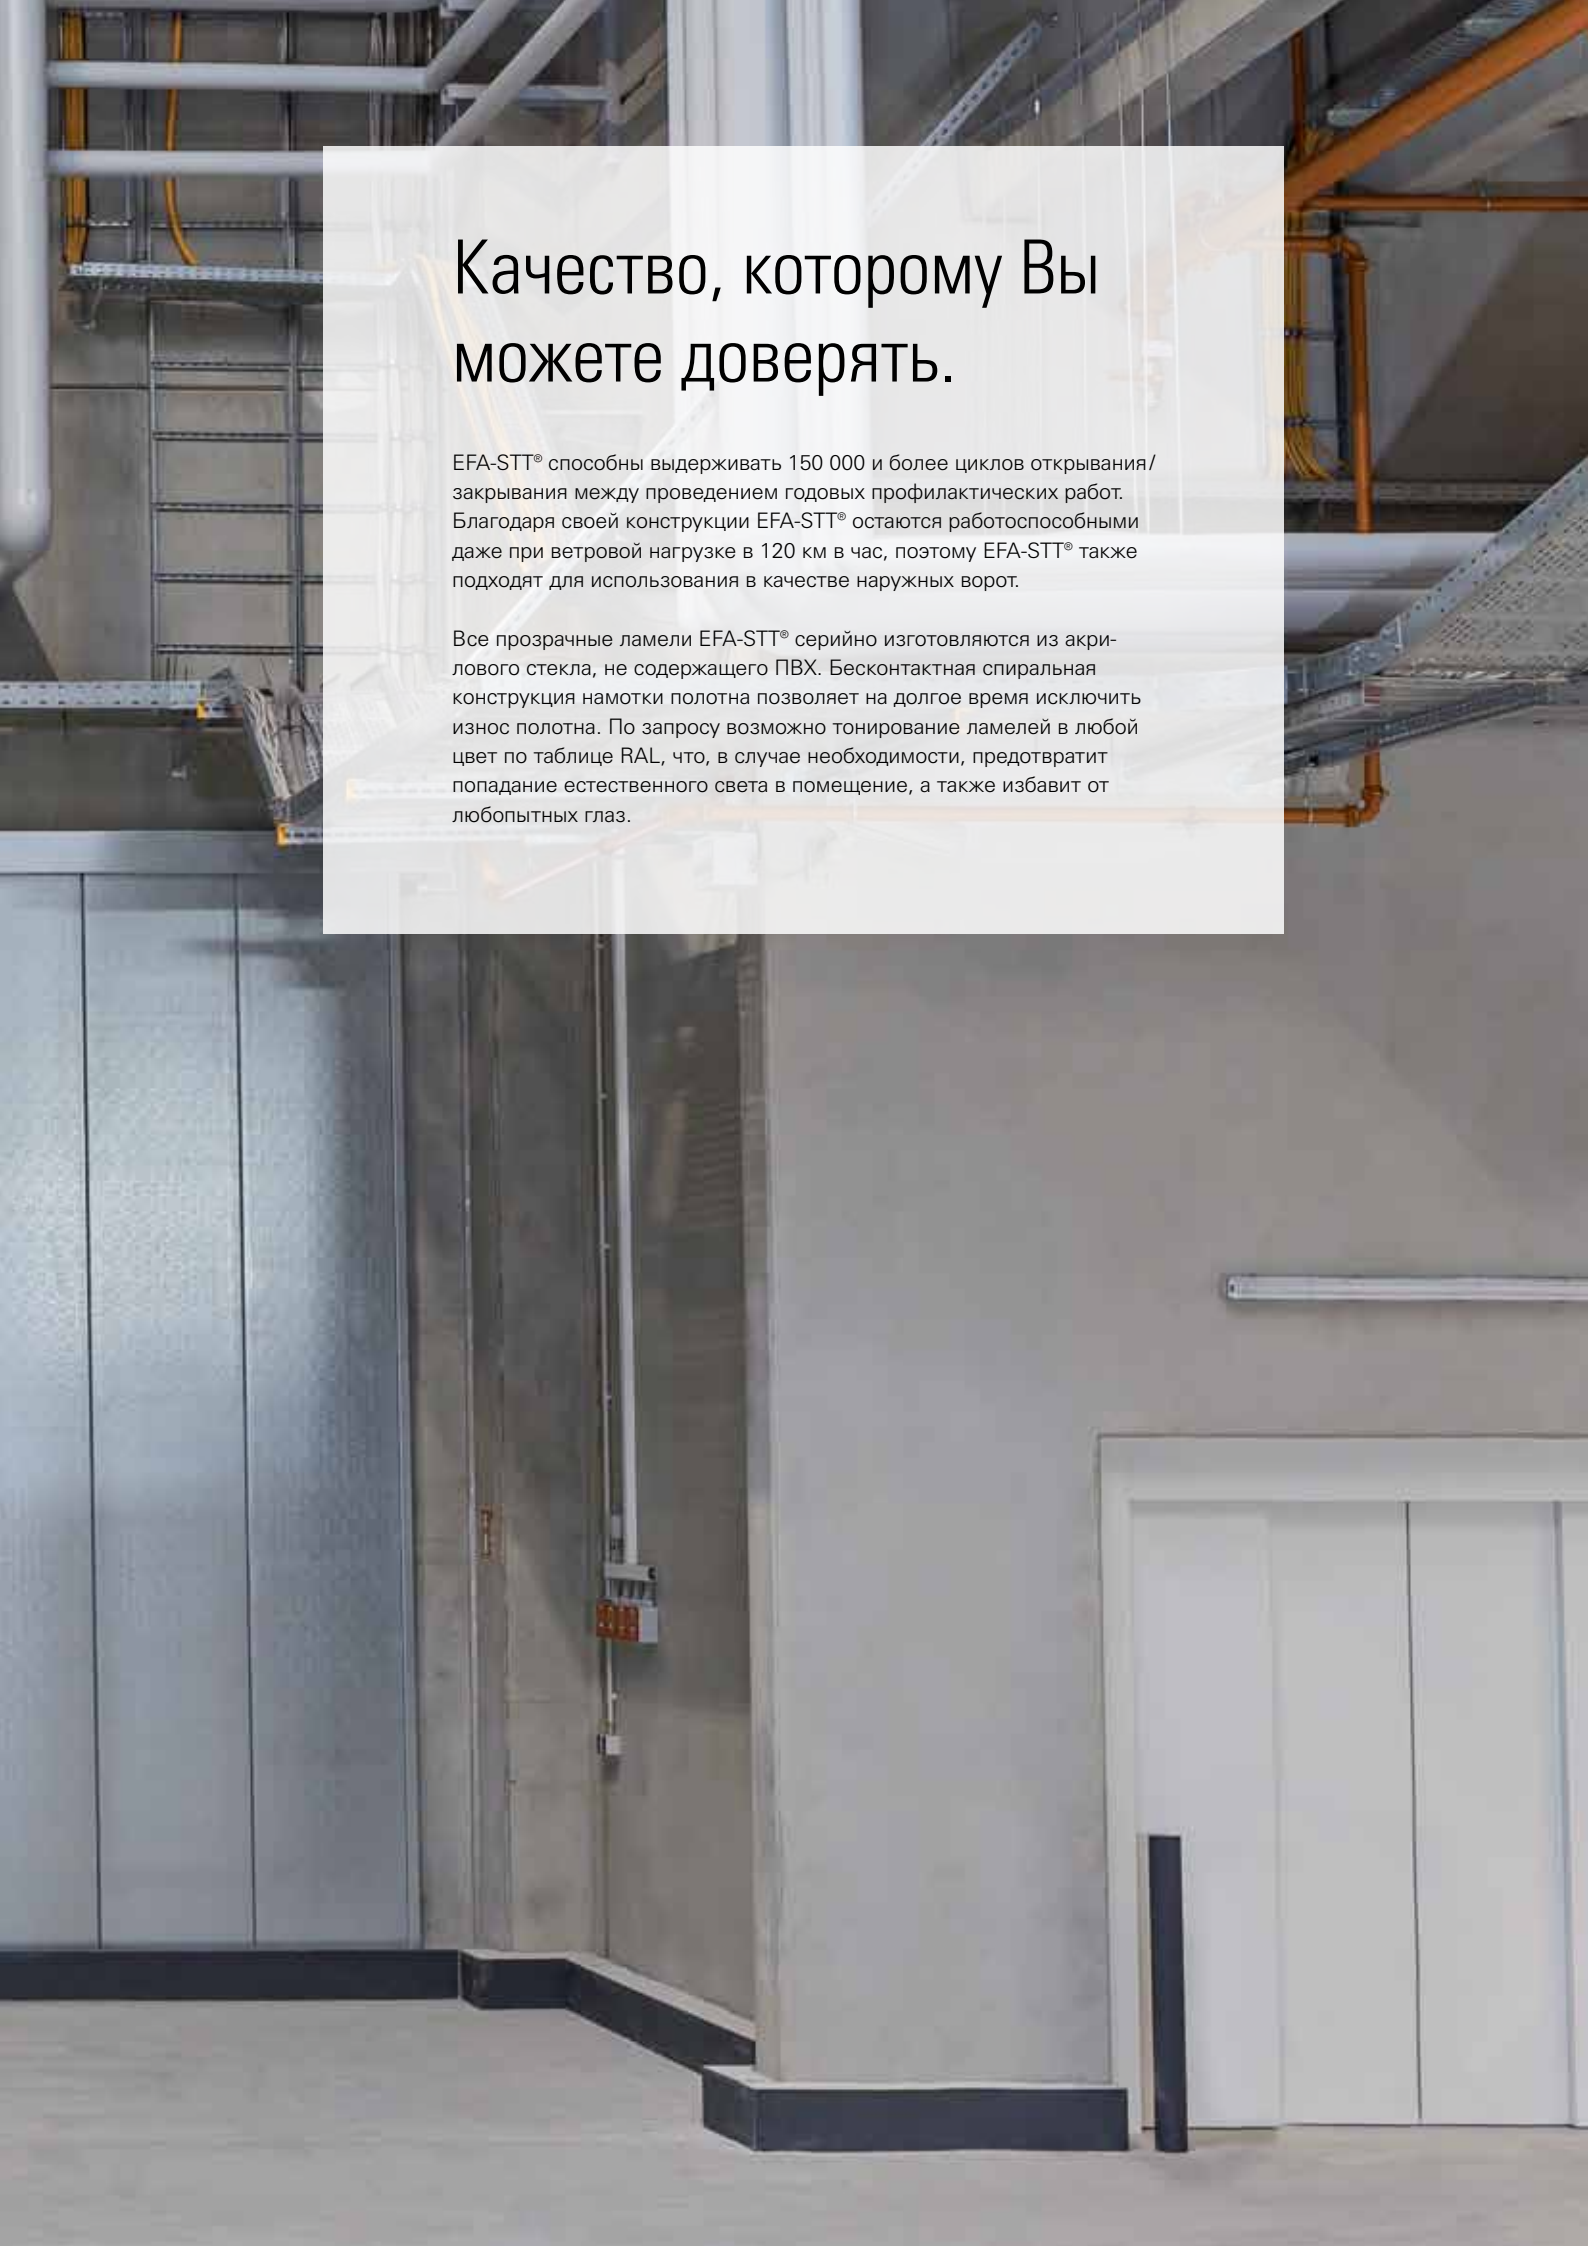 Качество, которому Вы
можете доверять.
EFA-STT® способны выдерживать 150 000 и более циклов открывания/
закрывания между проведением годовых профилактических работ.
Благодаря своей конструкции EFA-STT® остаются работоспособными
даже при ветровой нагрузке в 120 км в час, поэтому EFA-STT® также
подходят для использования в качестве наружных ворот.
Все прозрачные ламели EFA-STT® серийно изготовляются из акри-
лового стекла, не содержащего ПВХ. Бесконтактная спиральная
конструкция намотки полотна позволяет на долгое время исключить
износ полотна. По запросу возможно тонирование ламелей в любой
цвет по таблице RAL, что, в случае необходимости, предотвратит
попадание естественного света в помещение, а также избавит от
любопытных глаз.